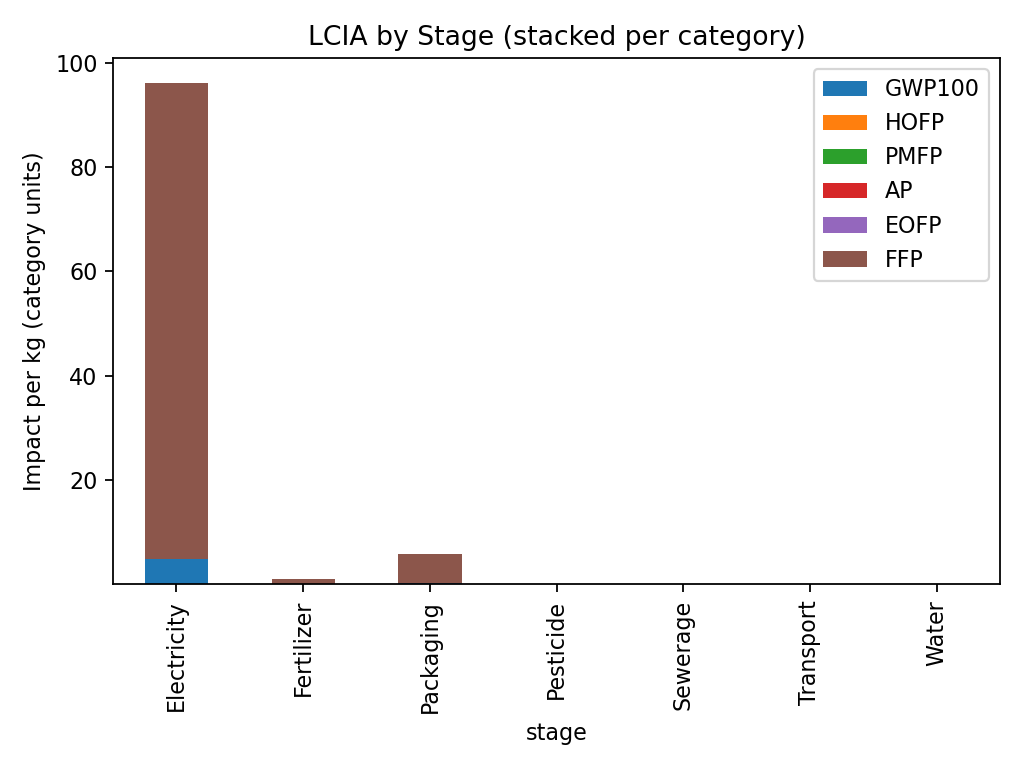 LCIA by Stage (stacked per category)
Impact per kg (category units)
100
80
60
40
20
GWP100
HOFP
PMFP
AP
EOFP
FFP
Electricity
Fertilizer
Packaging
Pesticide
Sewerage
Transport
Water
stage